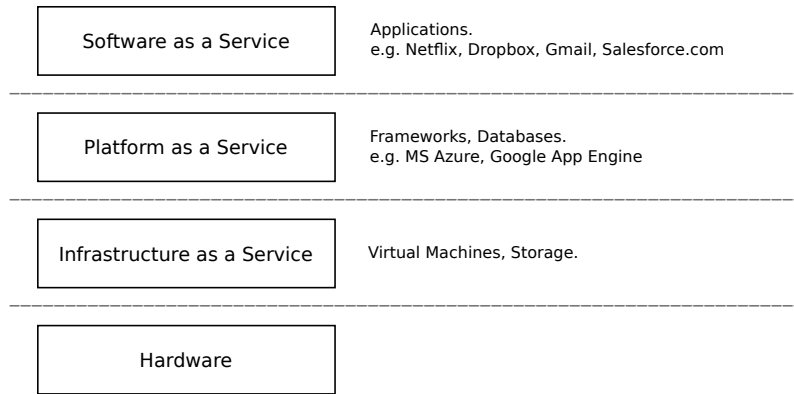 Software as a Service
Applications.
e.g. Netflix, Dropbox, Gmail, Salesforce.com
Platform as a Service
Frameworks, Databases.
e.g. MS Azure, Google App Engine
Infrastructure as a Service
Virtual Machines, Storage.
Hardware